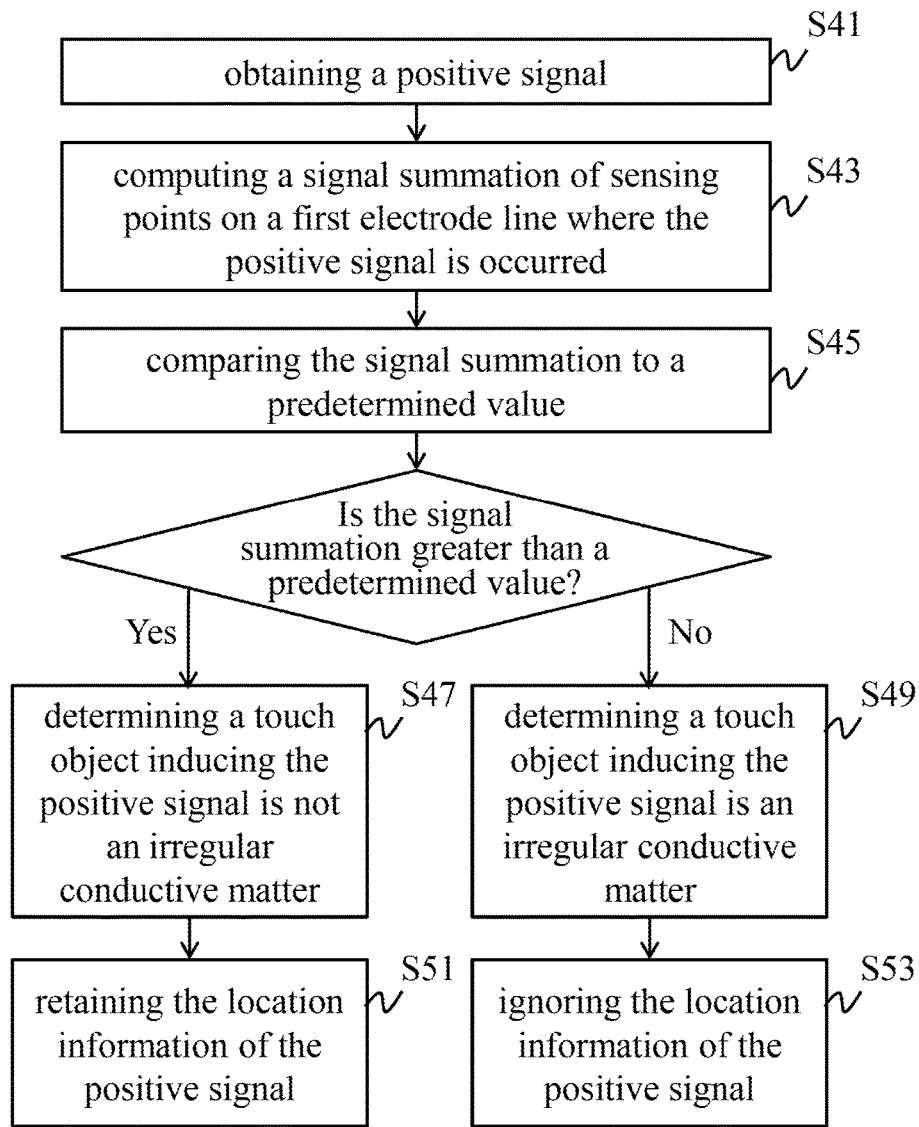 S41
obtaining a positive signal
S43
computing a signal summation of sensing
points on a first electrode line where the
positive signal is occurred
S45
comparing the signal summation to a
predetermined value
Is the signal
summation greater than a
predetermined value?
Yes
No
S47
determining a touch
object inducing the
positive signal is not
an irregular
conductive matter
S49
determining a touch
object inducing the
positive signal is an
irregular conductive
matter
S51
retaining the location
information of the
positive signal
S53
ignoring the location
information of the
positive signal